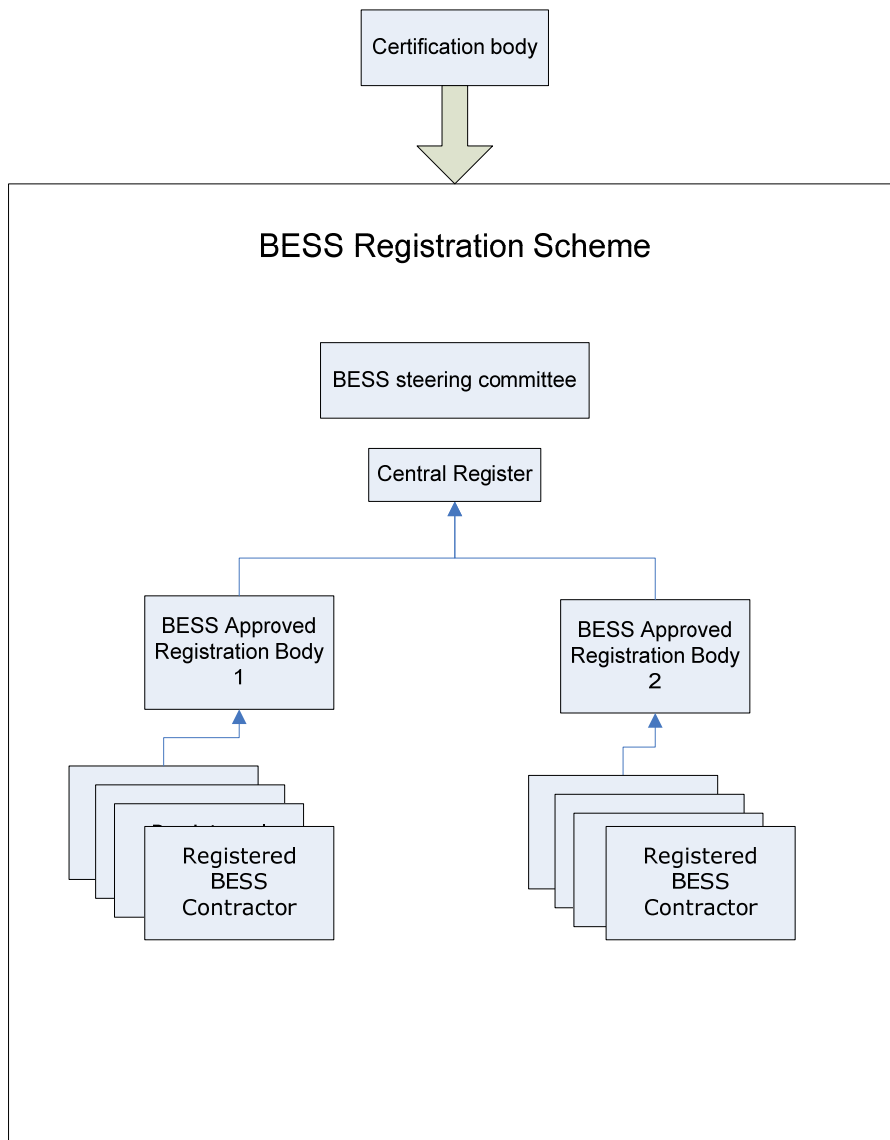 Certification body
BESS Registration Scheme
BESS steering committee
Central Register
BESS Approved
Registration Body
1
BESS Approved
Registration Body
2
Registered
BESS
Contractor
Registered
BESS
Contractor